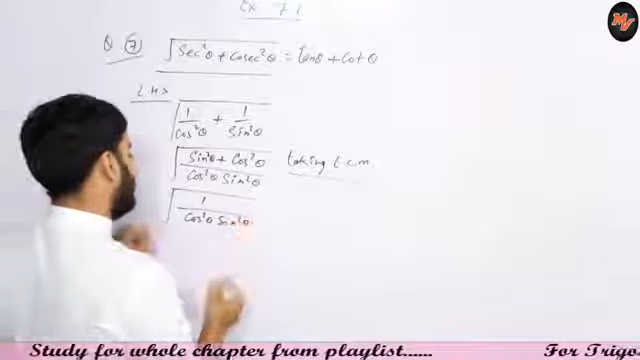 Ex 7.1
Q (7) √(Sec²θ + Cosec²θ) = tanθ + Cotθ
L.H.S
√(1/Cos²θ + 1/Sin²θ)
√((Sin²θ + Cos²θ)/(Cos²θ Sin²θ)) taking L.C.M
√(1/(Cos²θ Sin²θ))
Study for whole chapter from playlist......
For Trigo